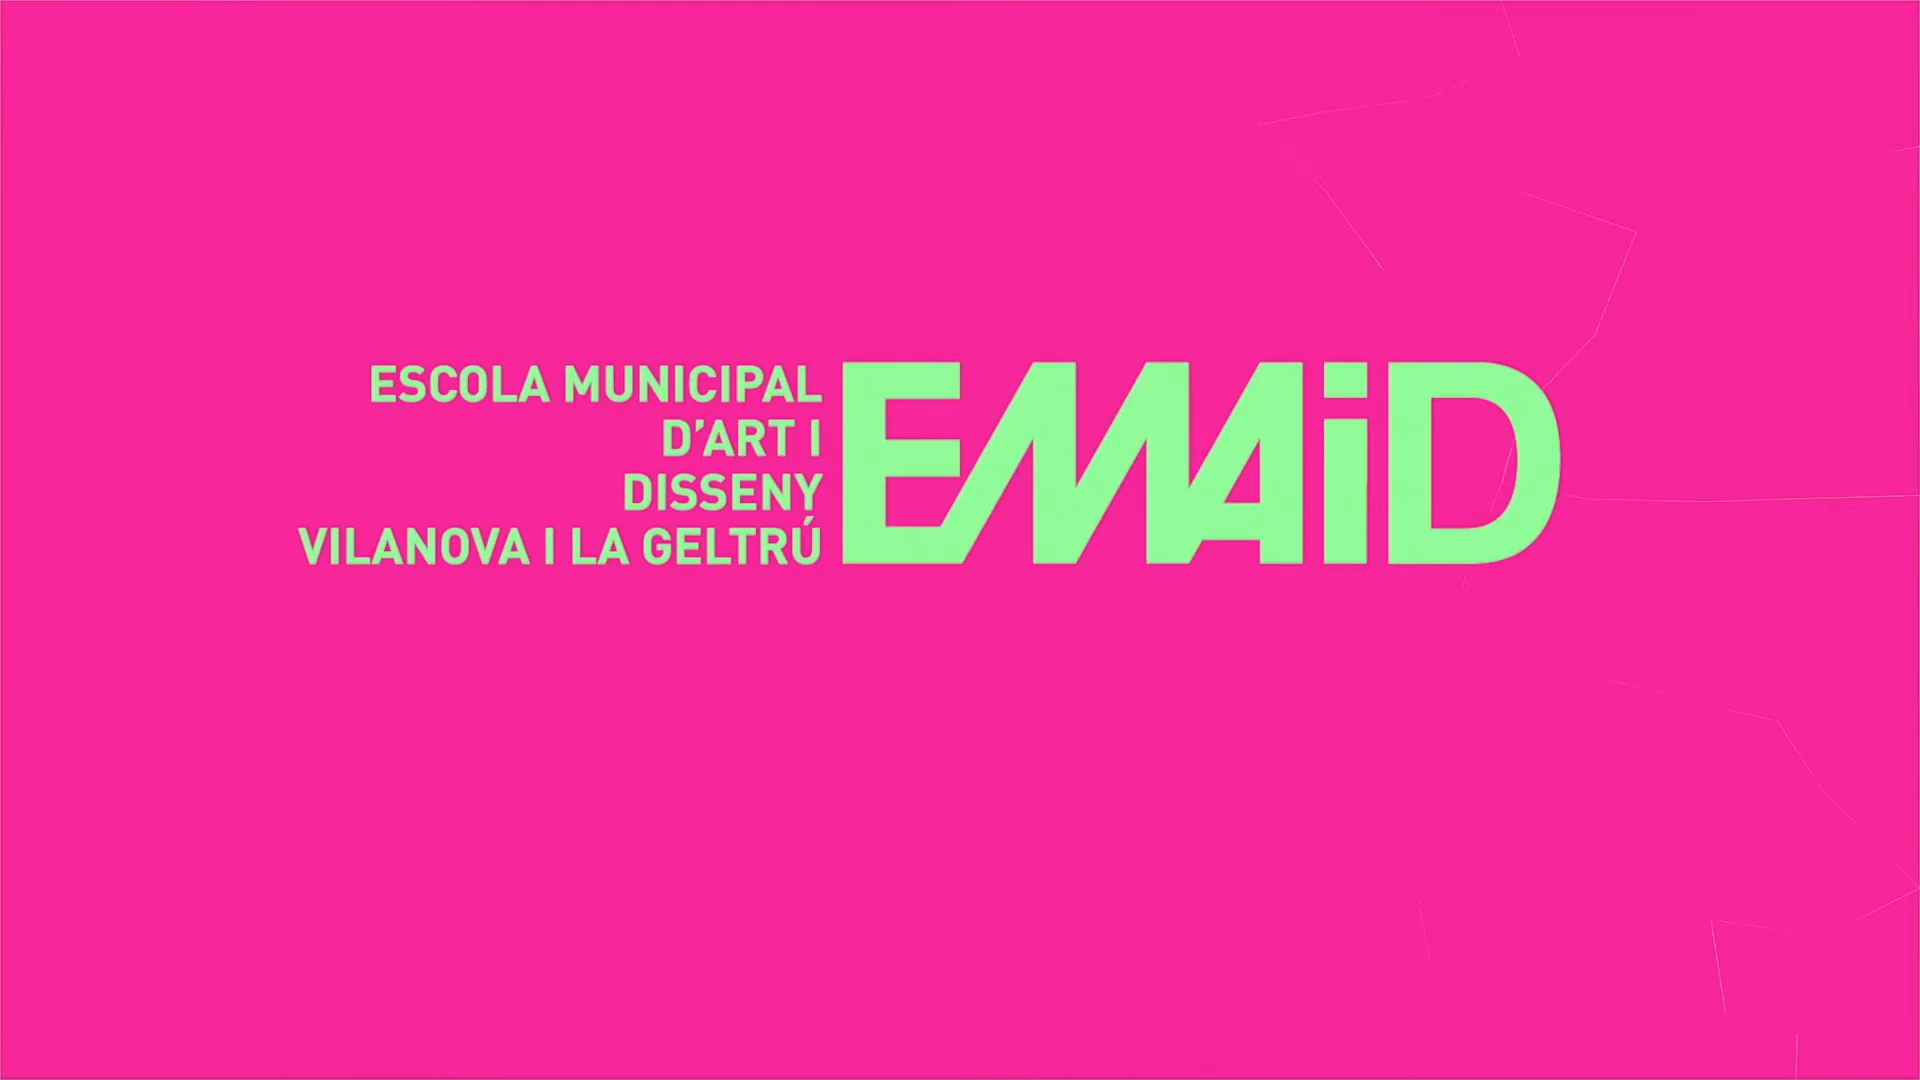 ESCOLA MUNICIPAL
D’ART I
DISSENY
VILANOVA I LA GELTRÚ
EMAiD